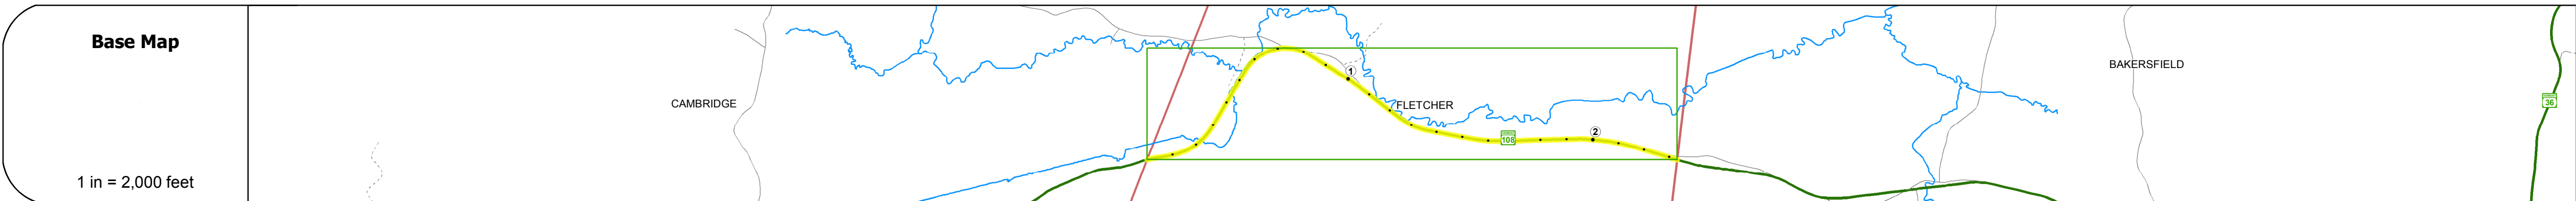 Base Map
1 in = 2,000 feet
CAMBRIDGE
1
FLETCHER
108
2
BAKERSFIELD
36